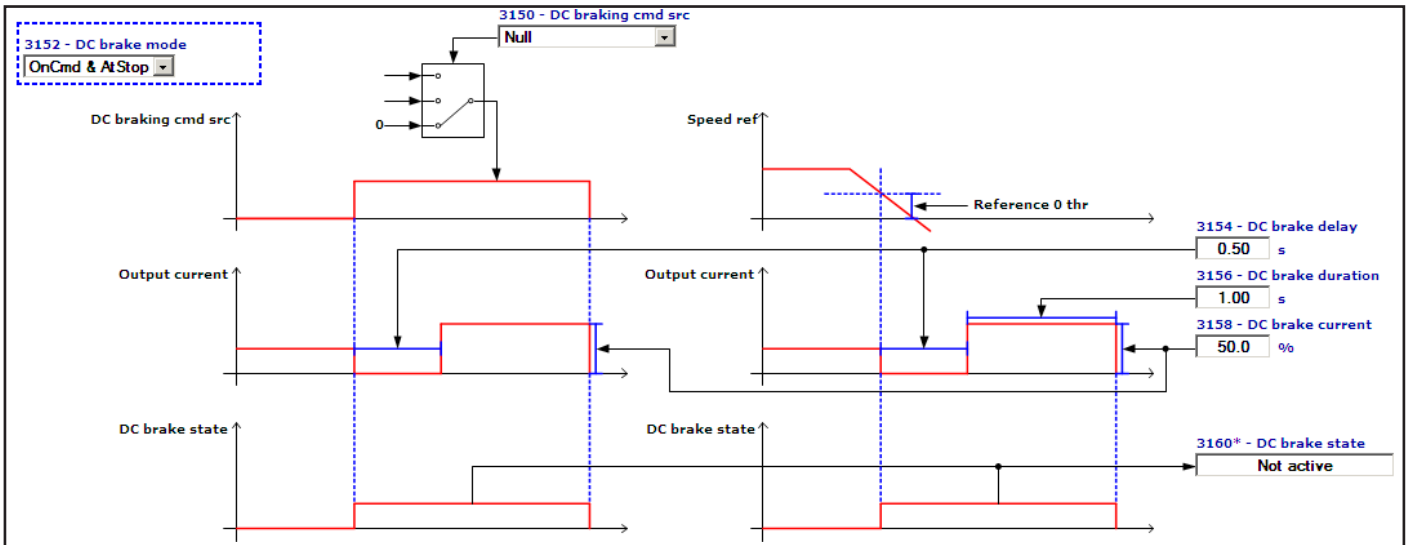 3150 - DC braking cmd src
Null
3152 - DC brake mode
OnCmd & AtStop
DC braking cmd src
0
Speed ref
Reference 0 thr
3154 - DC brake delay
0.50 s
Output current
Output current
3156 - DC brake duration
1.00 s
3158 - DC brake current
50.0 %
DC brake state
DC brake state
3160* - DC brake state
Not active